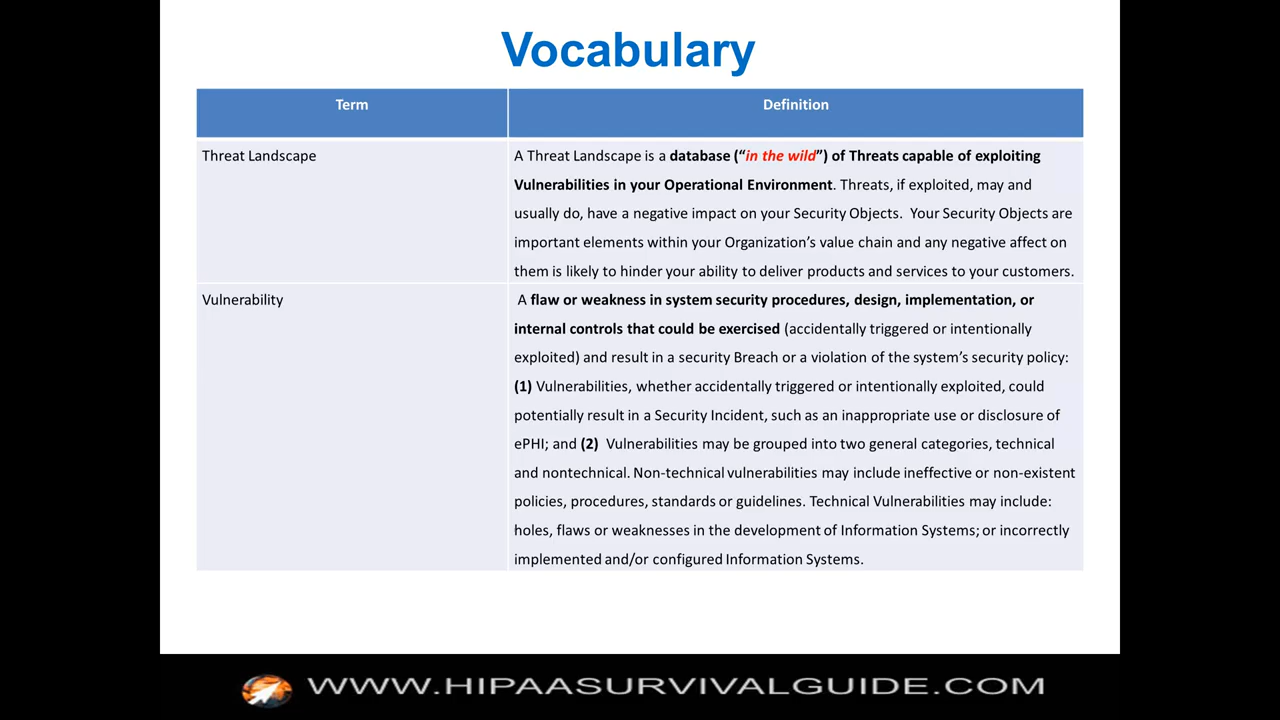 Vocabulary
Term
Definition
Threat Landscape
A Threat Landscape is a database (“in the wild”) of Threats capable of exploiting
Vulnerabilities in your Operational Environment. Threats, if exploited, may and
usually do, have a negative impact on your Security Objects.  Your Security Objects are
important elements within your Organization’s value chain and any negative affect on
them is likely to hinder your ability to deliver products and services to your customers.
Vulnerability
A flaw or weakness in system security procedures, design, implementation, or
internal controls that could be exercised (accidentally triggered or intentionally
exploited) and result in a security Breach or a violation of the system’s security policy:
(1) Vulnerabilities, whether accidentally triggered or intentionally exploited, could
potentially result in a Security Incident, such as an inappropriate use or disclosure of
ePHI; and (2)  Vulnerabilities may be grouped into two general categories, technical
and nontechnical. Non-technical vulnerabilities may include ineffective or non-existent
policies, procedures, standards or guidelines. Technical Vulnerabilities may include:
holes, flaws or weaknesses in the development of Information Systems; or incorrectly
implemented and/or configured Information Systems.
WWW.HIPAASURVIVALGUIDE.COM